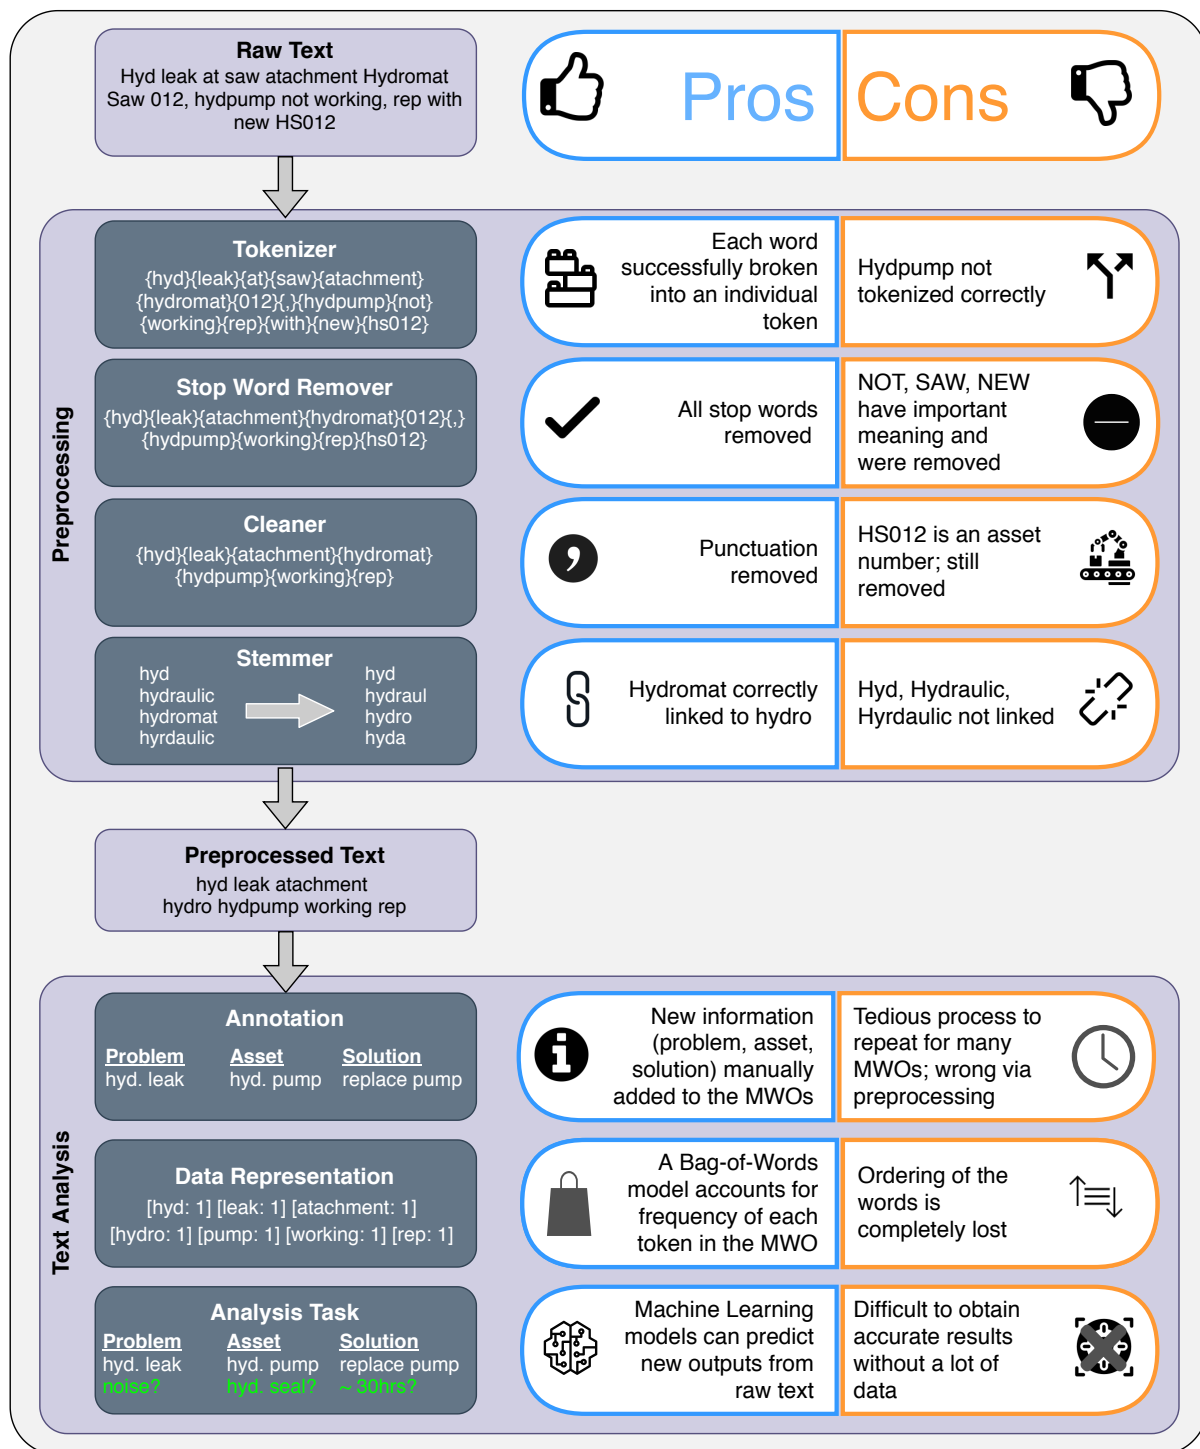 Raw Text
Hyd leak at saw atachment Hydromat
Saw 012, hydpump not working, rep with
new HS012
Pros
Cons
Preprocessing
Tokenizer
{hyd}{leak}{at}{saw}{atachment}
{hydromat}{012}{,}{hydpump}{not}
{working}{rep}{with}{new}{hs012}
Each word
successfully broken
into an individual
token
Hydpump not
tokenized correctly
Stop Word Remover
{hyd}{leak}{atachment}{hydromat}{012}{,}
{hydpump}{working}{rep}{hs012}
All stop words
removed
NOT, SAW, NEW
have important
meaning and
were removed
Cleaner
{hyd}{leak}{atachment}{hydromat}
{hydpump}{working}{rep}
Punctuation
removed
HS012 is an asset
number; still
removed
Stemmer
hyd
hydraulic
hydromat
hyrdaulic
hyd
hydraul
hydro
hyda
Hydromat correctly
linked to hydro
Hyd, Hydraulic,
Hyrdaulic not linked
Preprocessed Text
hyd leak atachment
hydro hydpump working rep
Text Analysis
Annotation
Problem Asset Solution
hyd. leak hyd. pump replace pump
New information
(problem, asset,
solution) manually
added to the MWOs
Tedious process to
repeat for many
MWOs; wrong via
preprocessing
Data Representation
[hyd: 1] [leak: 1] [atachment: 1]
[hydro: 1] [pump: 1] [working: 1] [rep: 1]
A Bag-of-Words
model accounts for
frequency of each
token in the MWO
Ordering of the
words is
completely lost
Analysis Task
Problem Asset Solution
hyd. leak hyd. pump replace pump
noise? hyd. seal? ~ 30hrs?
Machine Learning
models can predict
new outputs from
raw text
Difficult to obtain
accurate results
without a lot of
data